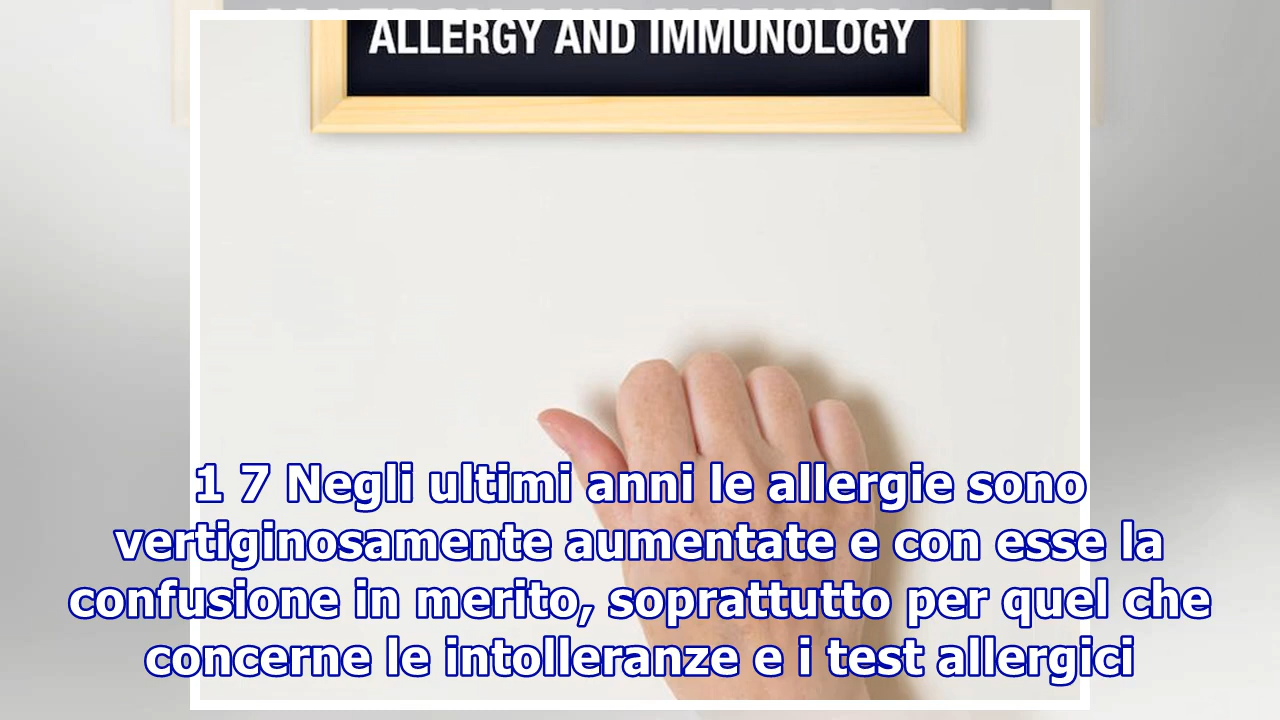 ALLERGY AND IMMUNOLOGY
1 7 Negli ultimi anni le allergie sono
vertiginosamente aumentate e con esse la
confusione in merito, soprattutto per quel che
concerne le intolleranze e i test allergici